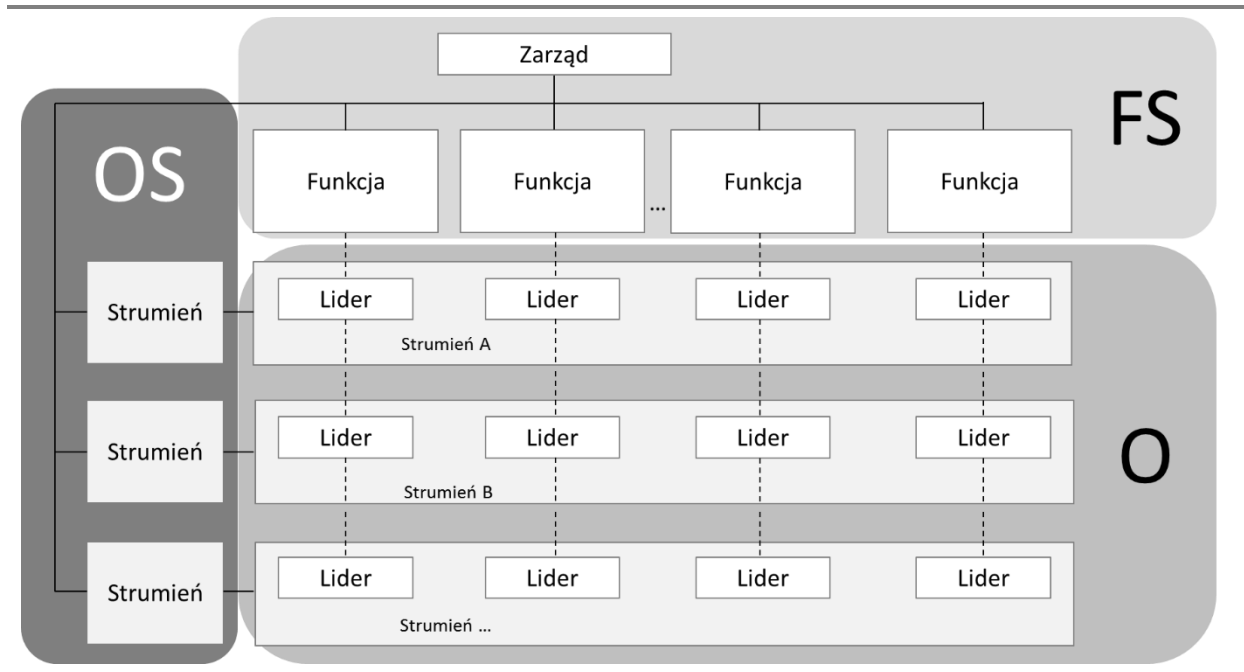 Zarząd
FS
OS
Funkcja
Funkcja
...
Funkcja
Funkcja
Strumień
Lider
Lider
Lider
Lider
Strumień A
Strumień
Lider
Lider
Lider
Lider
O
Strumień B
Strumień
Lider
Lider
Lider
Lider
Strumień ...